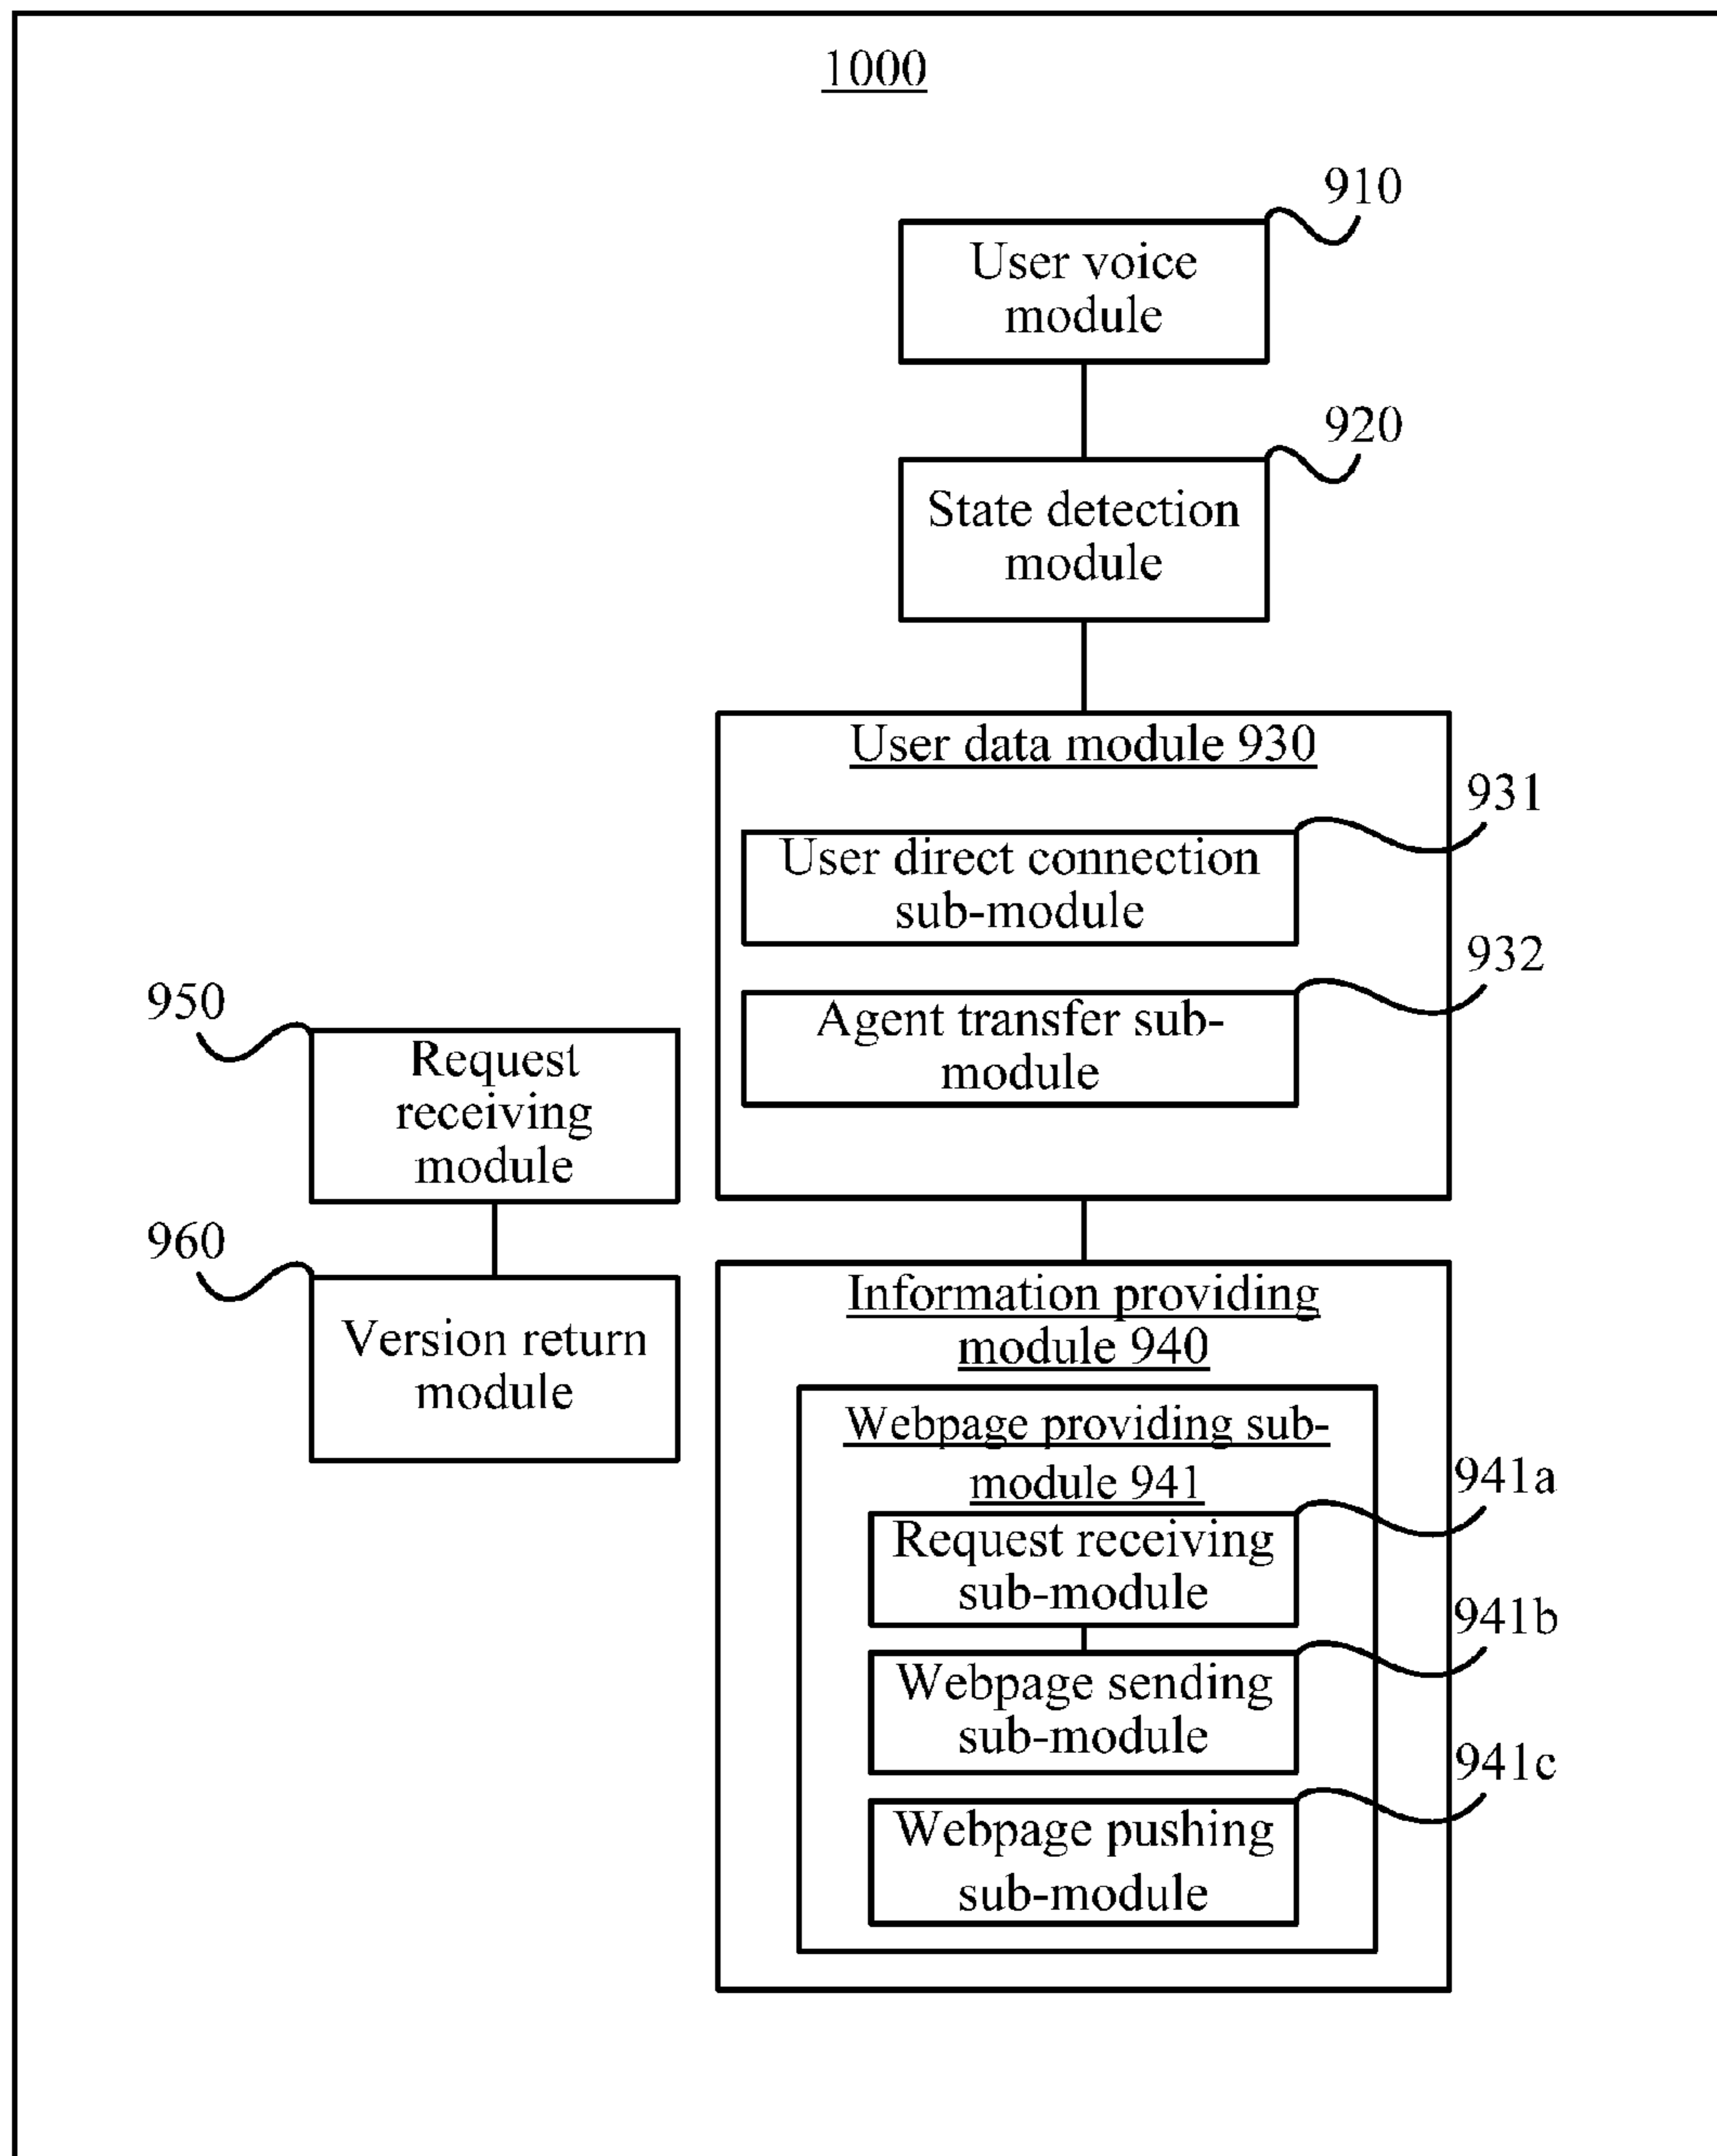 1000
910
User voice
module
920
State detection
module
User data module 930
931
User direct connection
sub-module
932
Agent transfer sub-
module
950
Request
receiving
module
960
Version return
module
Information providing
module 940
Webpage providing sub-
module 941
941a
Request receiving
sub-module
941b
Webpage sending
sub-module
941c
Webpage pushing
sub-module